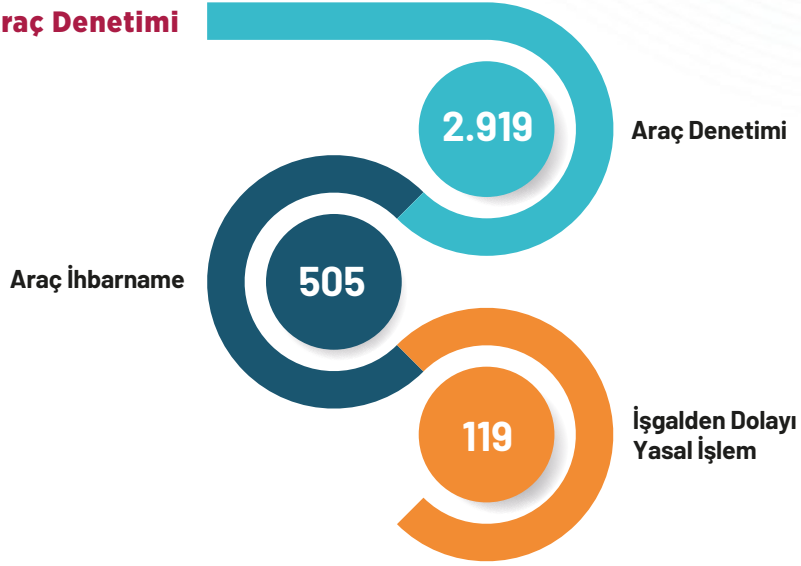 raç Denetimi
2.919
Araç Denetimi
Araç İhbarname
505
119
İşgalden Dolayı
Yasal İşlem